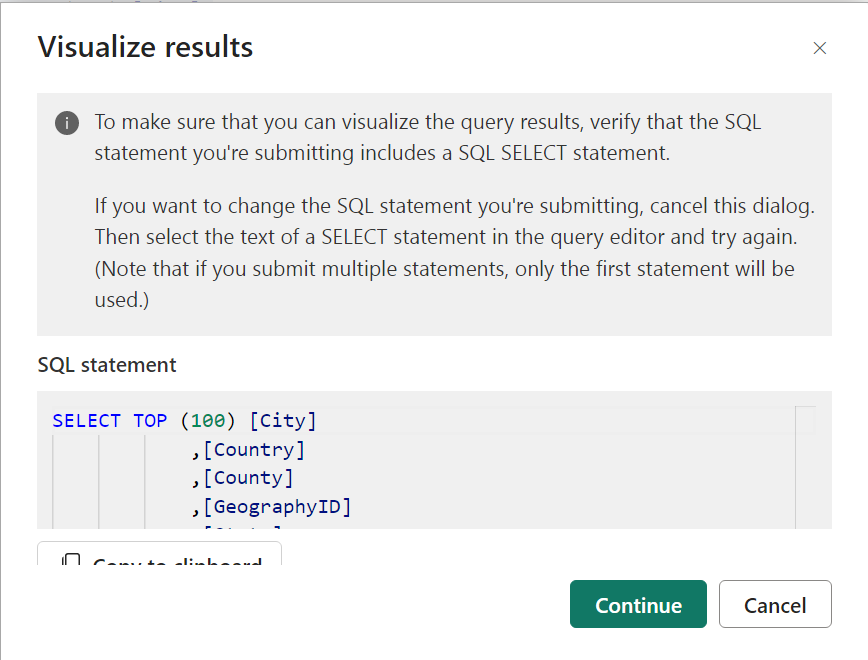 Visualize results
To make sure that you can visualize the query results, verify that the SQL
statement you're submitting includes a SQL SELECT statement.
If you want to change the SQL statement you're submitting, cancel this dialog.
Then select the text of a SELECT statement in the query editor and try again.
(Note that if you submit multiple statements, only the first statement will be
used.)
SQL statement
SELECT TOP (100) [City]
,[Country]
,[County]
,[GeographyID]
Copy to clipboard
Continue
Cancel